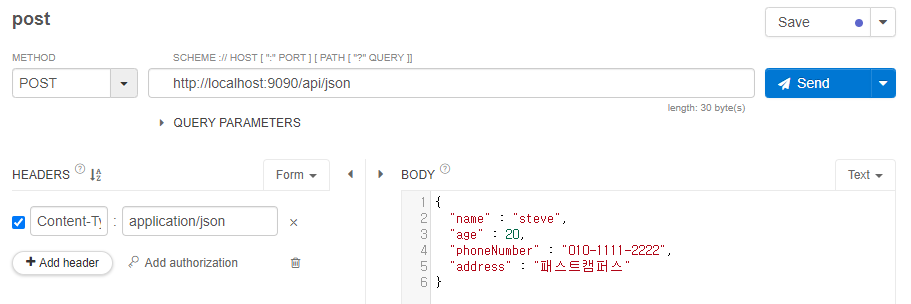 post
Save
METHOD
SCHEME :// HOST [ ":" PORT ] [ PATH [ "?" QUERY ]]
POST
http://localhost:9090/api/json
Send
length: 30 byte(s)
QUERY PARAMETERS
HEADERS ? A Z
Form
BODY ?
Text
Content-Ty : application/json ×
+ Add header
Add authorization
1 {
2 "name" : "steve",
3 "age" : 20,
4 "phoneNumber" : "010-1111-2222",
5 "address" : "패스트캠퍼스"
6 }